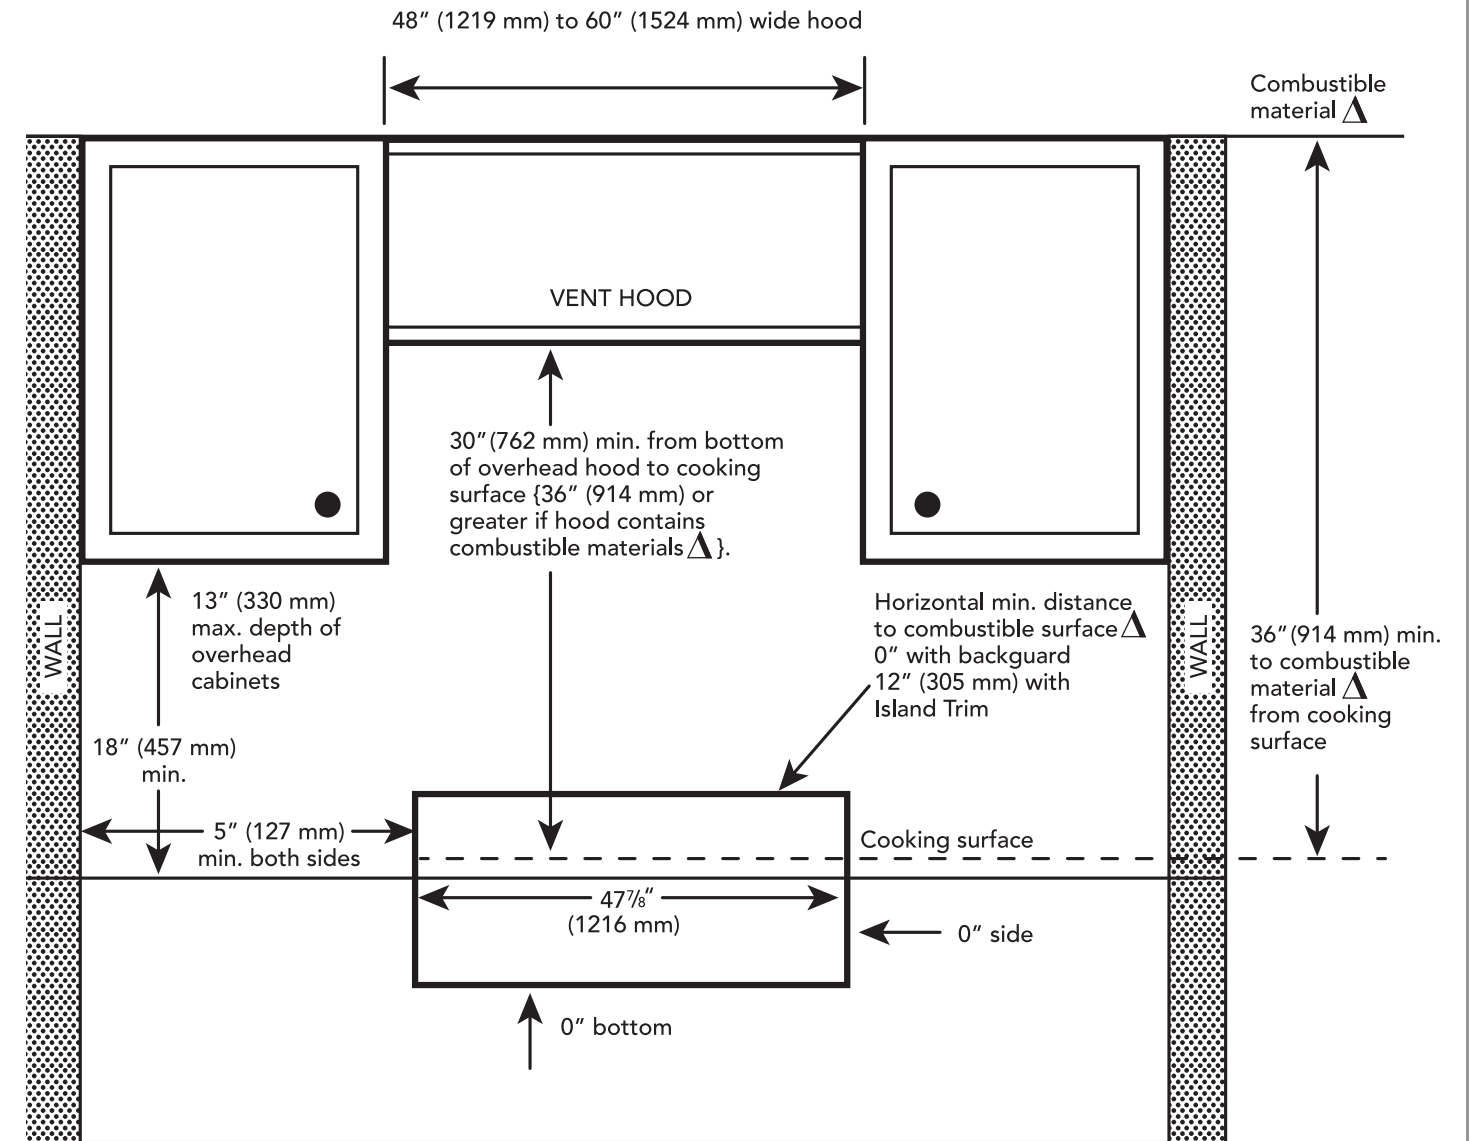 48” (1219 mm) to 60” (1524 mm) wide hood
Combustible
material
VENT HOOD
30” (762 mm) min. from bottom
of overhead hood to cooking
surface {36” (914 mm) or
greater if hood contains
combustible materials }.
13” (330 mm)
max. depth of
overhead
cabinets
Horizontal min. distance
to combustible surface
0” with backguard
12” (305 mm) with
Island Trim
WALL
WALL
36” (914 mm) min.
to combustible
material
from cooking
surface
18” (457 mm)
min.
5” (127 mm)
min. both sides
Cooking surface
47⅞“
(1216 mm)
0” side
0” bottom